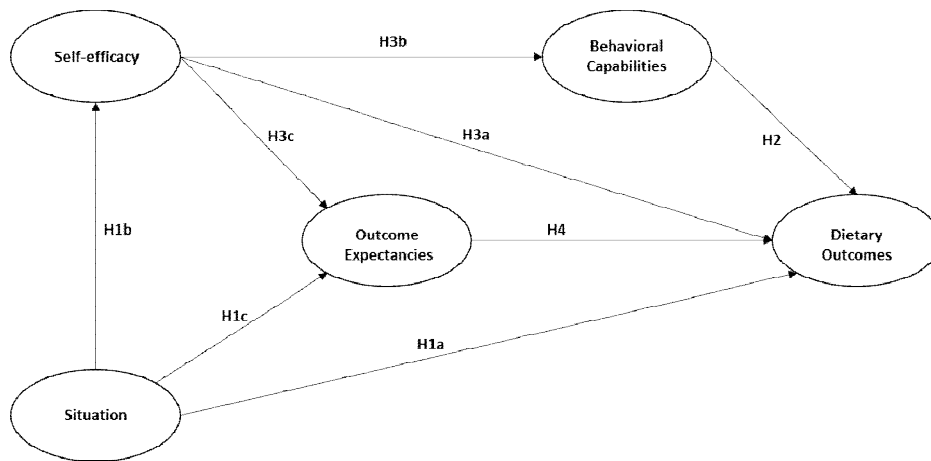 Self-efficacy
H3b
Behavioral
Capabilities
H3c
H3a
H2
H1b
Outcome
Expectancies
H4
Dietary
Outcomes
H1c
H1a
Situation